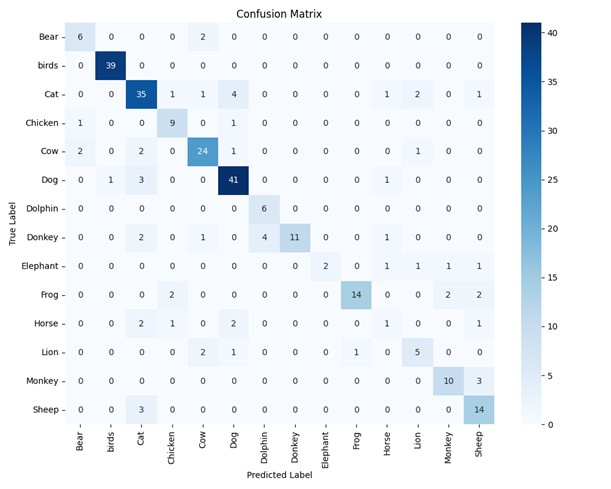 Confusion Matrix
Bear 6 0 0 0 2 0 0 0 0 0 0 0 0 0
birds 0 39 0 0 0 0 0 0 0 0 0 0 0 0
Cat 0 0 35 1 1 4 0 0 0 0 1 2 0 1
Chicken 1 0 0 9 0 1 0 0 0 0 0 0 0 0
Cow 2 0 2 0 24 1 0 0 0 0 0 1 0 0
Dog 0 1 3 0 0 41 0 0 0 0 1 0 0 0
Dolphin 0 0 0 0 0 0 6 0 0 0 0 0 0 0
Donkey 0 0 2 0 1 0 4 11 0 0 1 0 0 0
Elephant 0 0 0 0 0 0 0 0 2 0 1 1 1 1
Frog 0 0 0 2 0 0 0 0 0 14 0 0 2 2
Horse 0 0 2 1 0 2 0 0 0 0 1 0 0 1
Lion 0 0 0 0 2 1 0 0 0 1 0 5 0 0
Monkey 0 0 0 0 0 0 0 0 0 0 0 0 10 3
Sheep 0 0 3 0 0 0 0 0 0 0 0 0 0 14
True Label
Bear birds Cat Chicken Cow Dog Dolphin Donkey Elephant Frog Horse Lion Monkey Sheep
Predicted Label
40
35
30
25
20
15
10
5
0